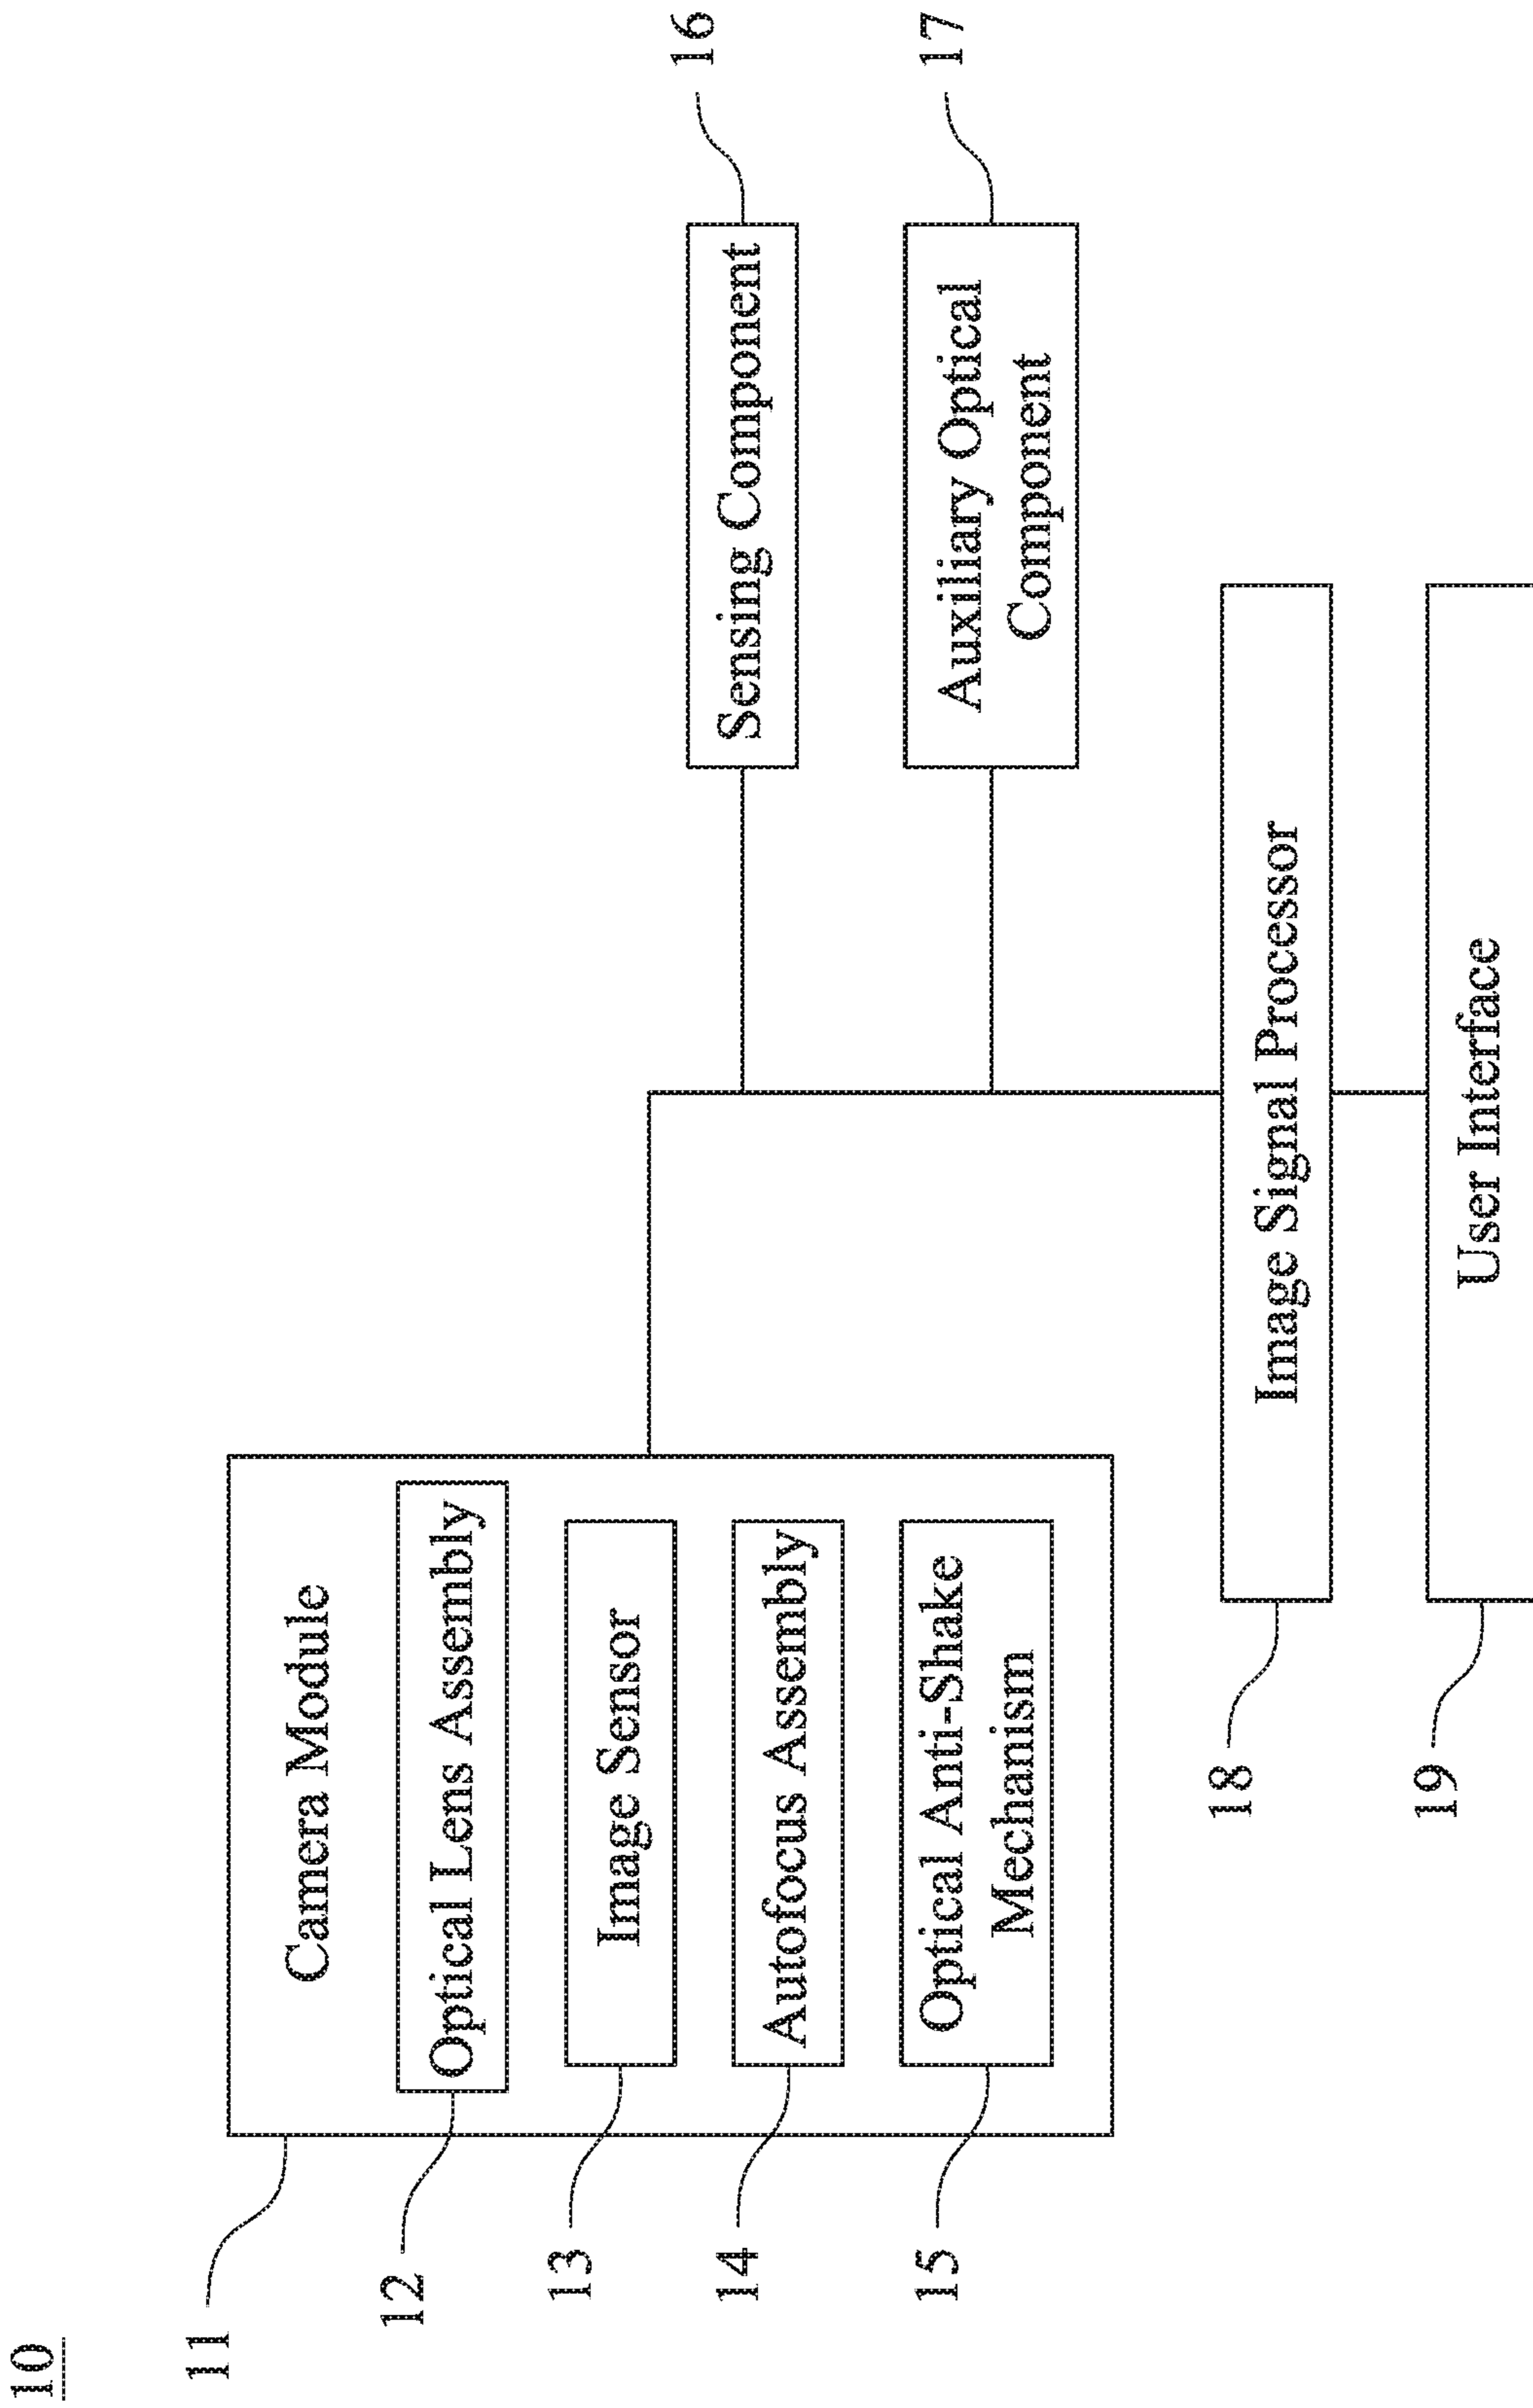 10
11
Camera Module
12
Optical Lens Assembly
13
Image Sensor
14
Autofocus Assembly
15
Optical Anti-Shake
Mechanism
16
Sensing Component
17
Auxiliary Optical
Component
18
Image Signal Processor
19
User Interface